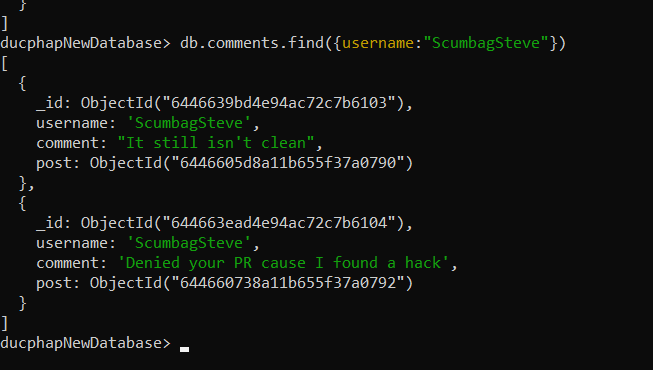 }
]
ducphapNewDatabase> db.comments.find({username:"ScumbagSteve"})
[
  {
    _id: ObjectId("6446639bd4e94ac72c7b6103"),
    username: 'ScumbagSteve',
    comment: "It still isn't clean",
    post: ObjectId("6446605d8a11b655f37a0790")
  },
  {
    _id: ObjectId("644663ead4e94ac72c7b6104"),
    username: 'ScumbagSteve',
    comment: 'Denied your PR cause I found a hack',
    post: ObjectId("644660738a11b655f37a0792")
  }
]
ducphapNewDatabase>